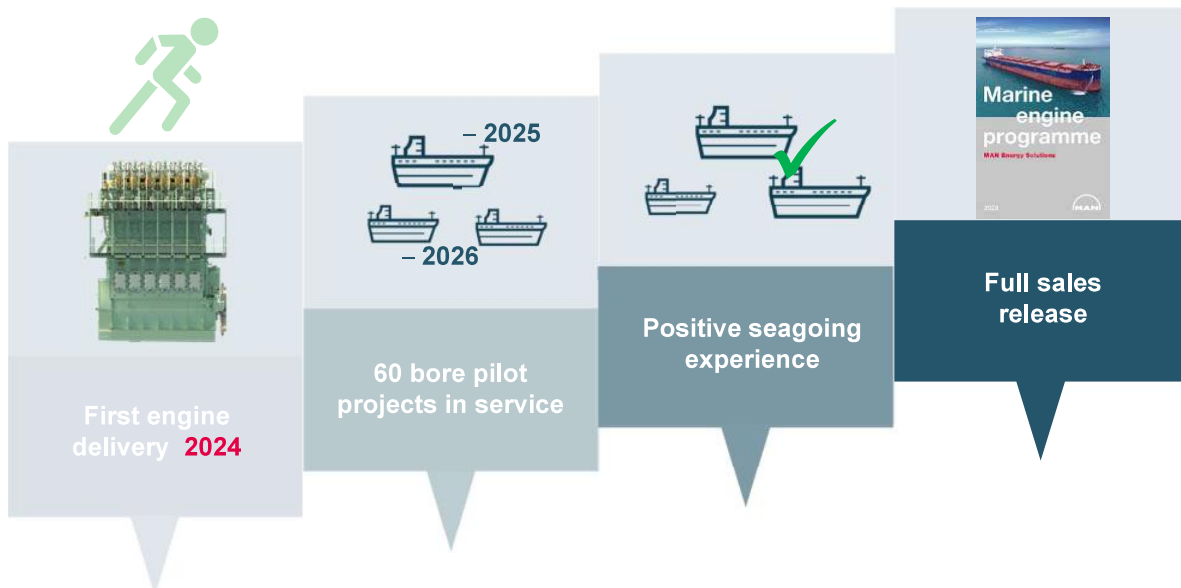 First engine
delivery 2024
– 2025
– 2026
60 bore pilot
projects in service
Positive seagoing
experience
Marine
engine
programme
MAN Energy Solutions
MAN
Full sales
release